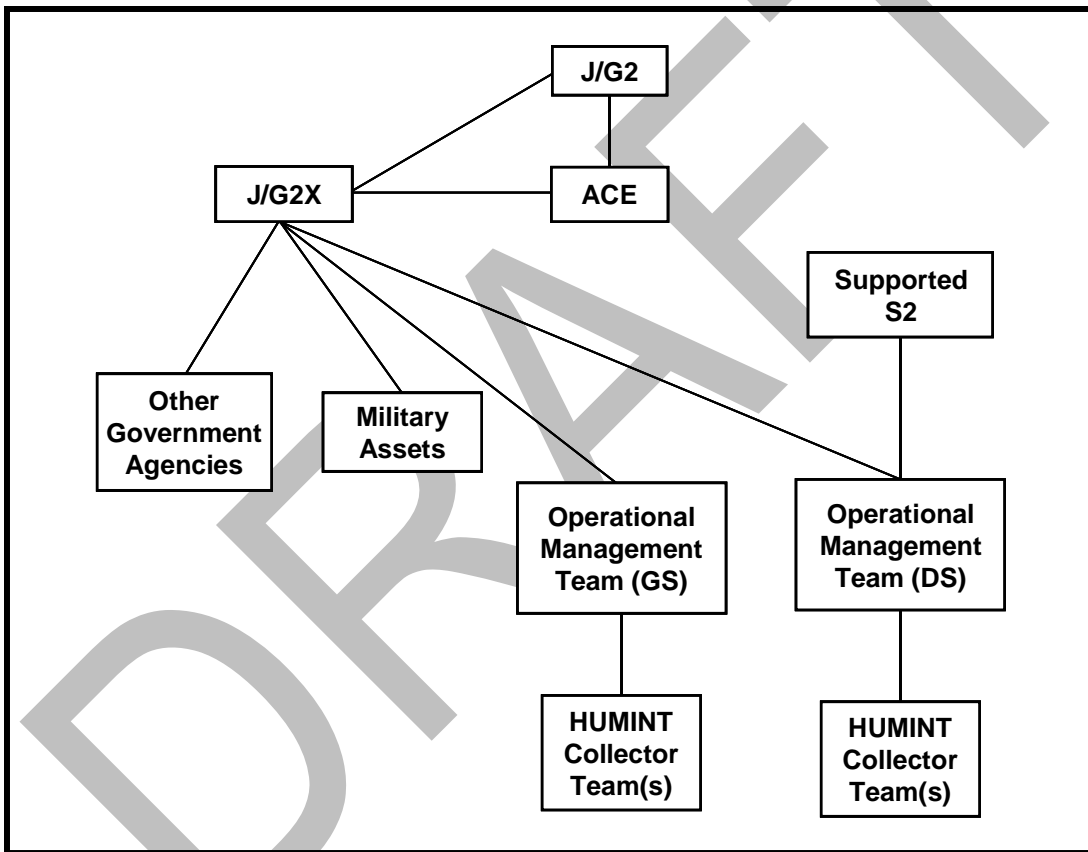 J/G2
J/G2X
ACE
Supported
S2
Other
Government
Agencies
Military
Assets
Operational
Management
Team (GS)
Operational
Management
Team (DS)
HUMINT
Collector
Team(s)
HUMINT
Collector
Team(s)
DRAFT